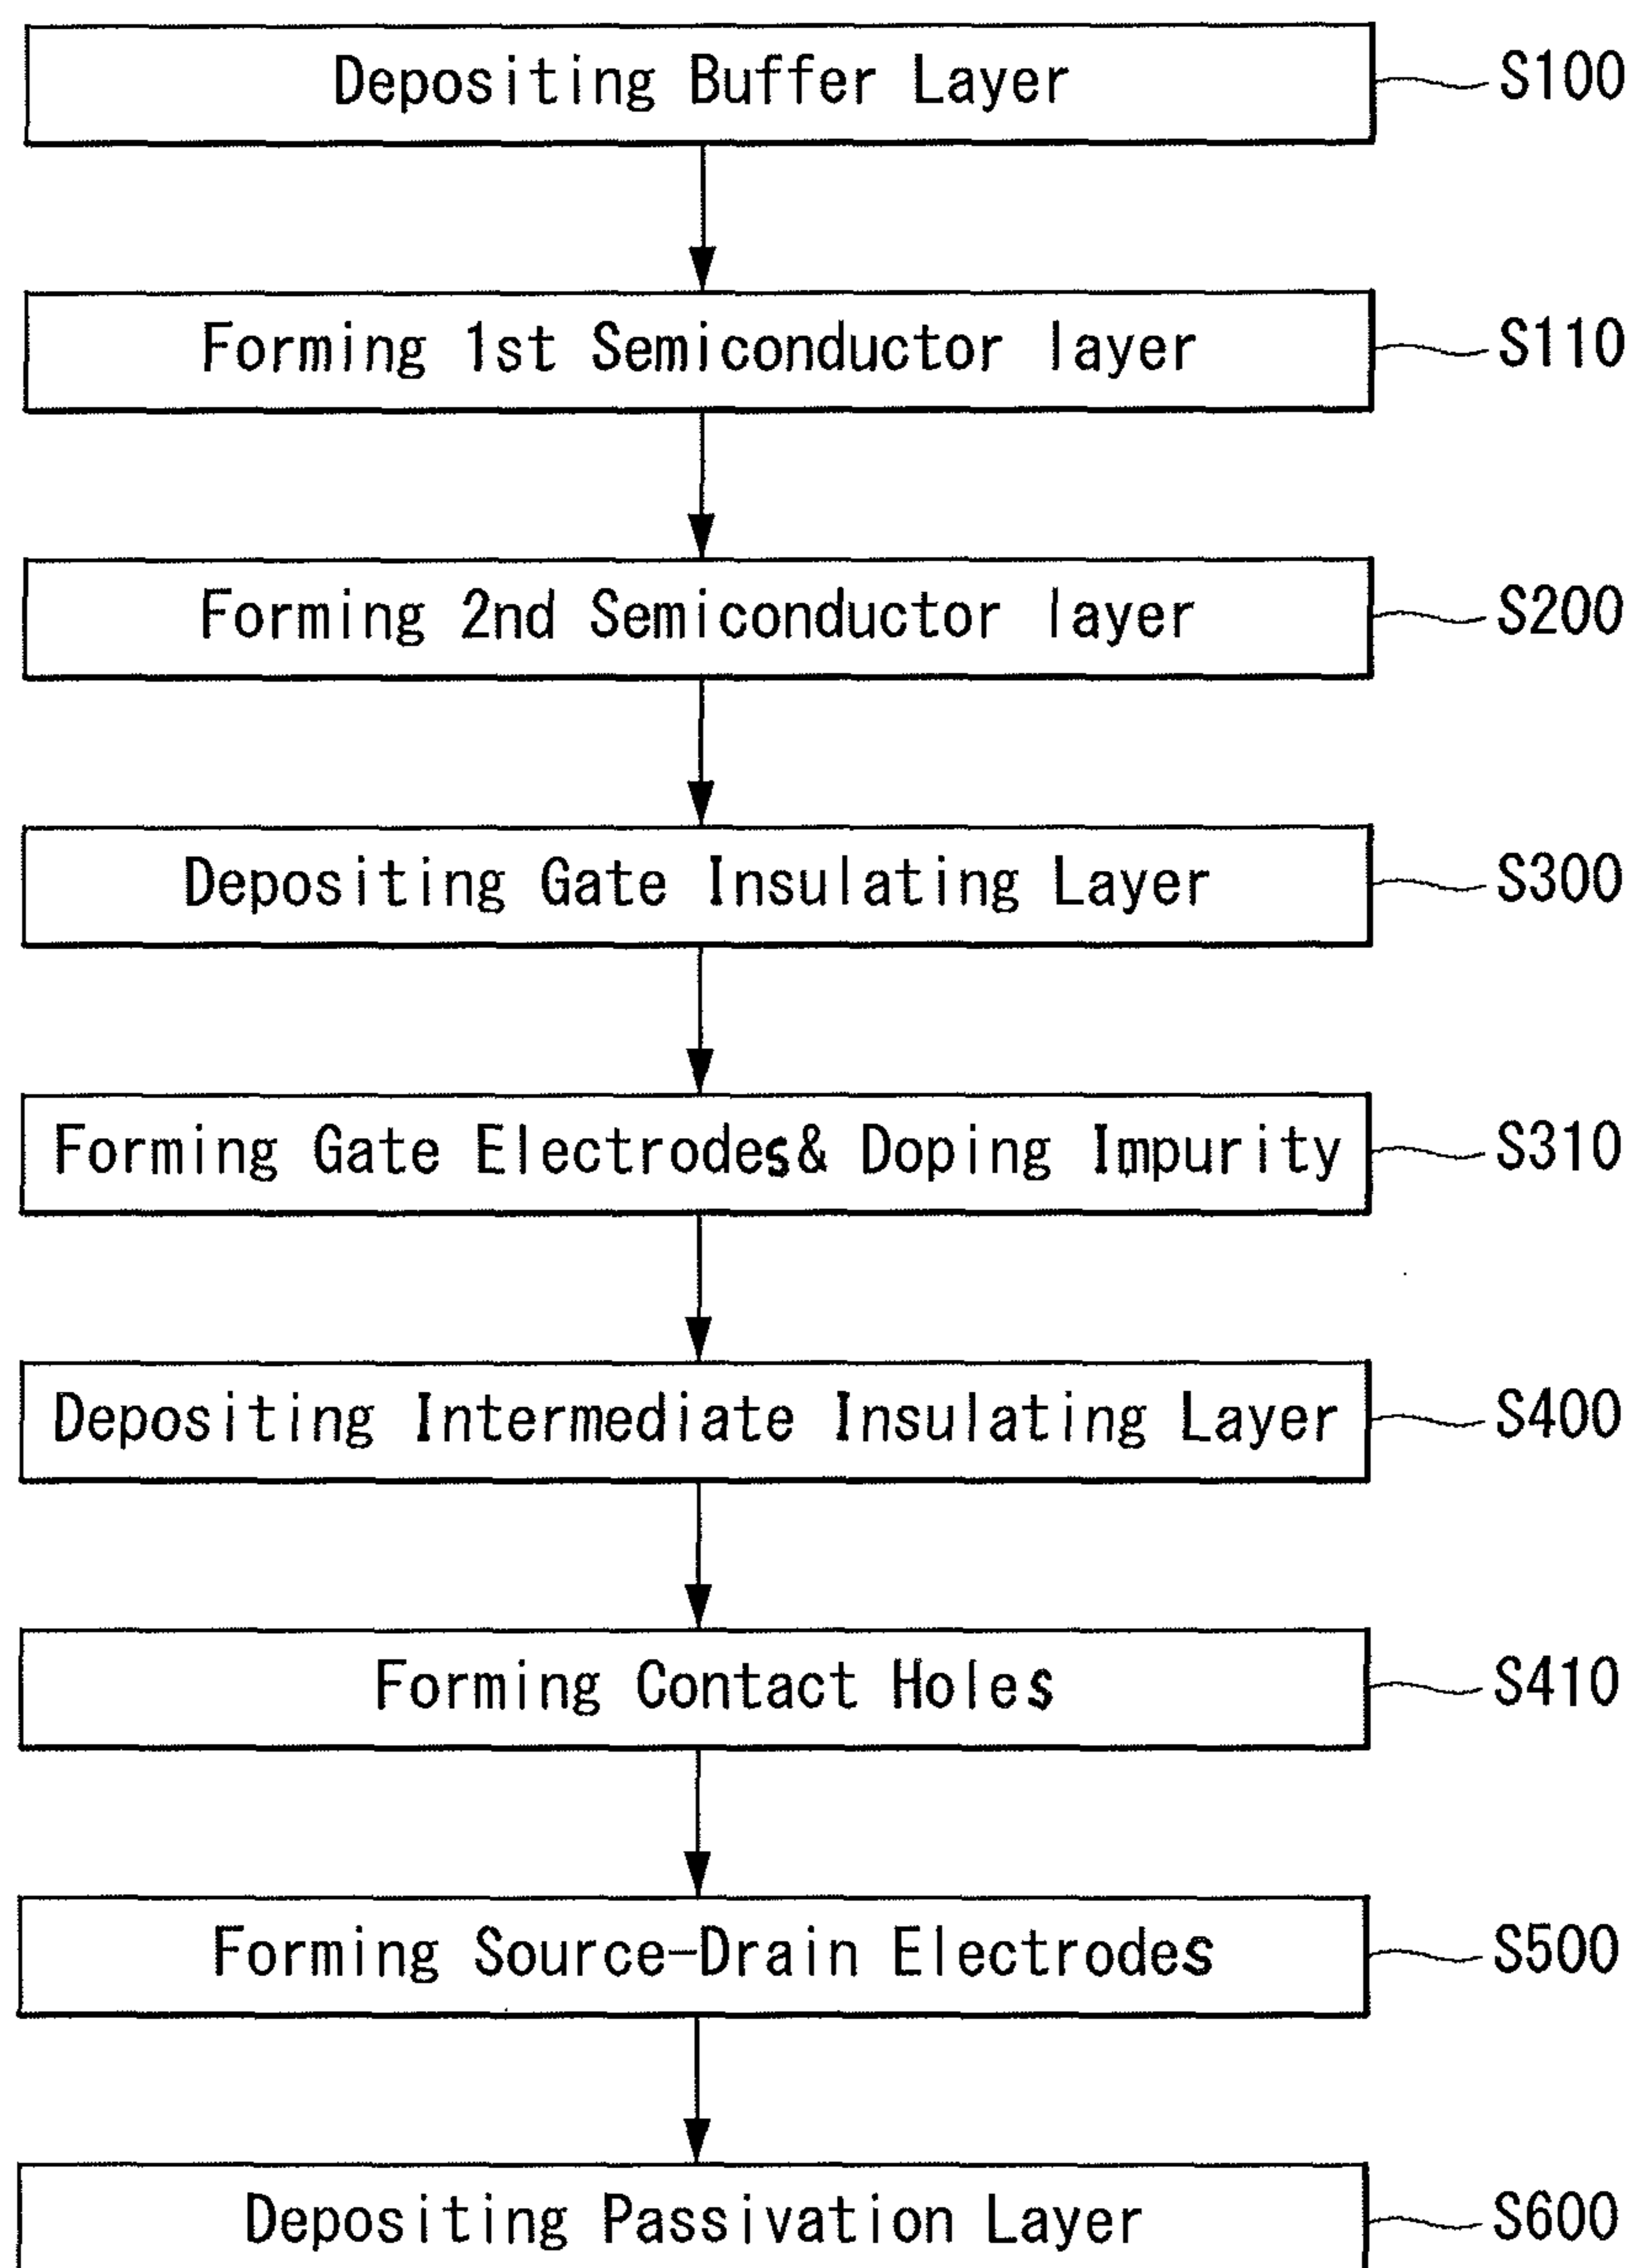 Depositing Buffer Layer S100
Forming 1st Semiconductor layer S110
Forming 2nd Semiconductor layer S200
Depositing Gate Insulating Layer S300
Forming Gate Electrodes& Doping Impurity S310
Depositing Intermediate Insulating Layer S400
Forming Contact Holes S410
Forming Source-Drain Electrodes S500
Depositing Passivation Layer S600